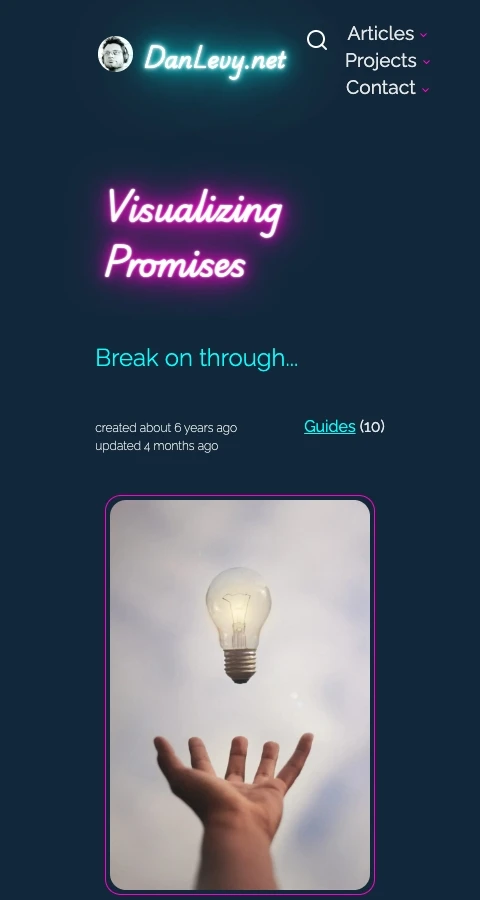 DanLevy.net
Articles
Projects
Contact
Visualizing
Promises
Break on through...
created about 6 years ago
updated 4 months ago
Guides (10)